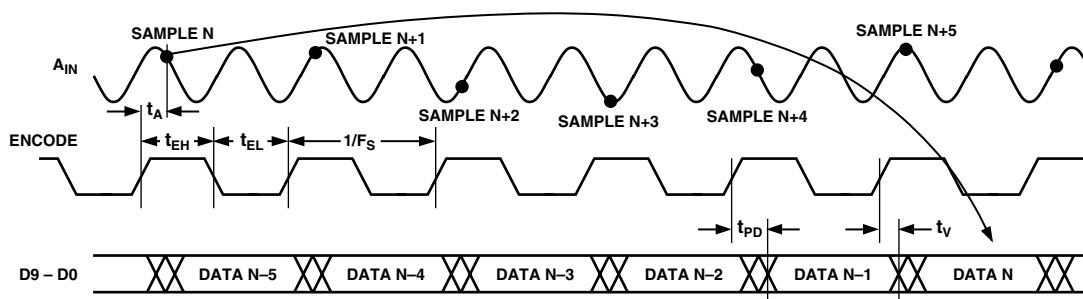 SAMPLE N
SAMPLE N+1
SAMPLE N+5
AIN
SAMPLE N+2
SAMPLE N+3
SAMPLE N+4
tA
ENCODE
tEH
tEL
1/FS
tPD
tV
D9 – D0
DATA N–5
DATA N–4
DATA N–3
DATA N–2
DATA N–1
DATA N